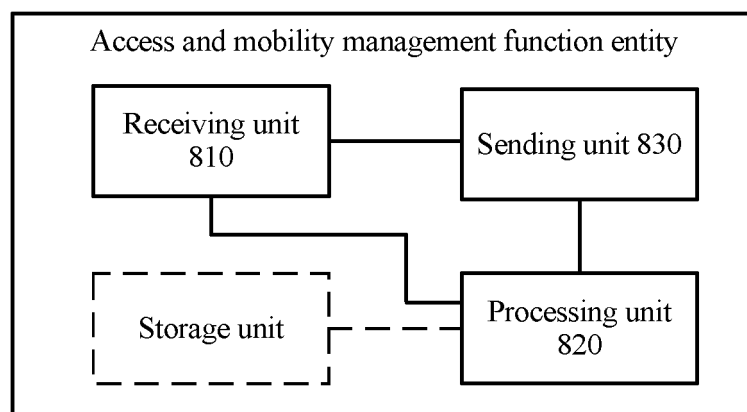 Access and mobility management function entity
Receiving unit
810
Sending unit 830
Storage unit
Processing unit
820